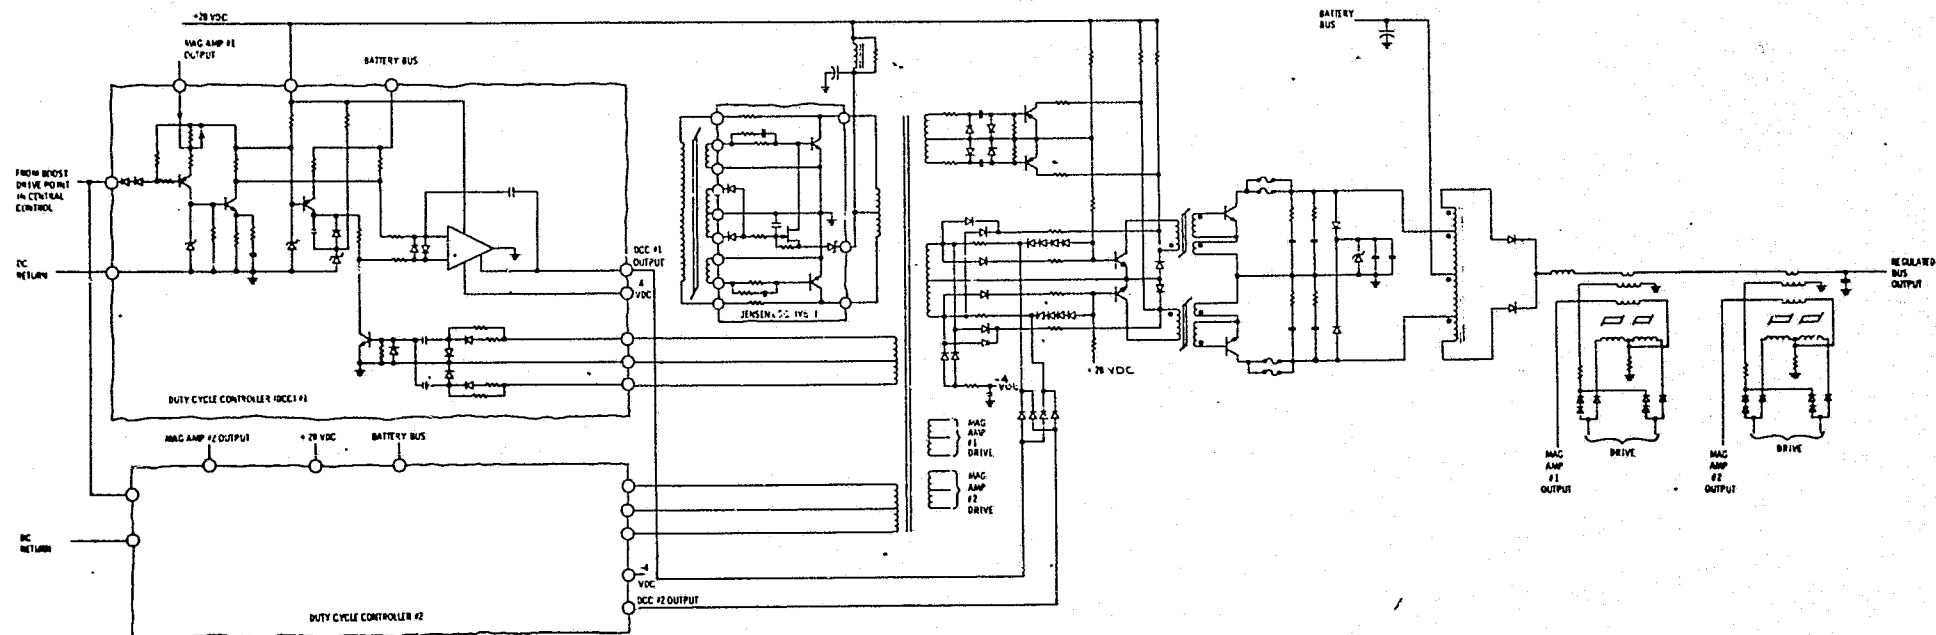 +28 VDC
MAG AMP #1
OUTPUT
BATTERY BUS
BATTERY
BUS
FROM BOOST
DRIVE POINT
IN CENTRAL
CONTROL
DC
RETURN
DCC #1
OUTPUT
-4
VDC
JENSEN
DUTY CYCLE CONTROLLER (DCC) #1
+28 VDC
-4
VDC
REGULATED
BUS
OUTPUT
MAG
AMP
#1
DRIVE
MAG
AMP
#2
DRIVE
MAG
AMP
#1
OUTPUT
DRIVE
MAG
AMP
#2
OUTPUT
DRIVE
MAG AMP #2 OUTPUT
+28 VDC
BATTERY BUS
DC
RETURN
-4
VDC
DCC #2 OUTPUT
DUTY CYCLE CONTROLLER #2